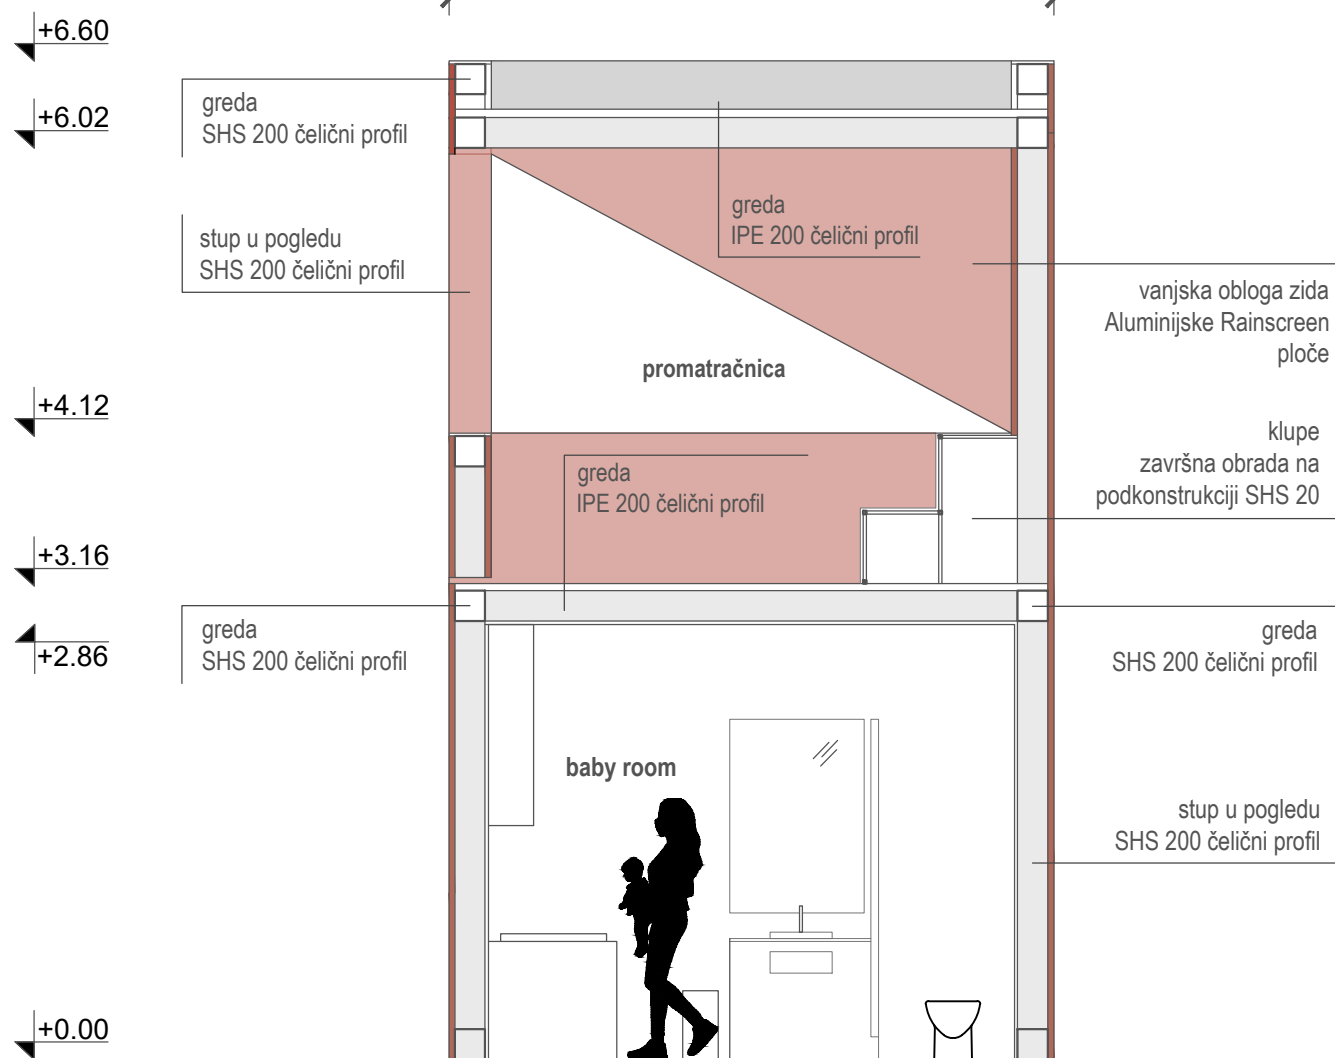 +6.60
+6.02
+4.12
+3.16
+2.86
+0.00
greda
SHS 200 čelični profil
stup u pogledu
SHS 200 čelični profil
greda
IPE 200 čelični profil
promatračnica
vanjska obloga zida
Aluminijske Rainscreen
ploče
klupe
završna obrada na
podkonstrukciji SHS 20
greda
IPE 200 čelični profil
greda
SHS 200 čelični profil
greda
SHS 200 čelični profil
baby room
stup u pogledu
SHS 200 čelični profil